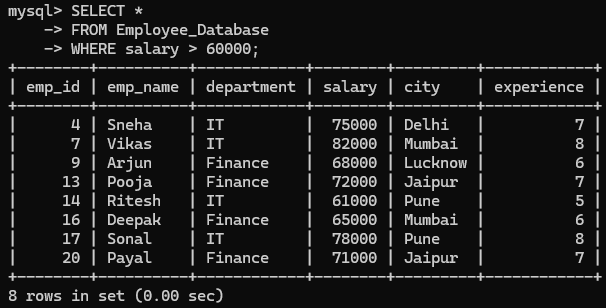 mysql> SELECT *
    -> FROM Employee_Database
    -> WHERE salary > 60000;
+--------+----------+------------+--------+---------+------------+
| emp_id | emp_name | department | salary | city    | experience |
+--------+----------+------------+--------+---------+------------+
|      4 | Sneha    | IT         |  75000 | Delhi   |          7 |
|      7 | Vikas    | IT         |  82000 | Mumbai  |          8 |
|      9 | Arjun    | Finance    |  68000 | Lucknow |          6 |
|     13 | Pooja    | Finance    |  72000 | Jaipur  |          7 |
|     14 | Ritesh   | IT         |  61000 | Pune    |          5 |
|     16 | Deepak   | Finance    |  65000 | Mumbai  |          6 |
|     17 | Sonal    | IT         |  78000 | Pune    |          8 |
|     20 | Payal    | Finance    |  71000 | Jaipur  |          7 |
+--------+----------+------------+--------+---------+------------+
8 rows in set (0.00 sec)